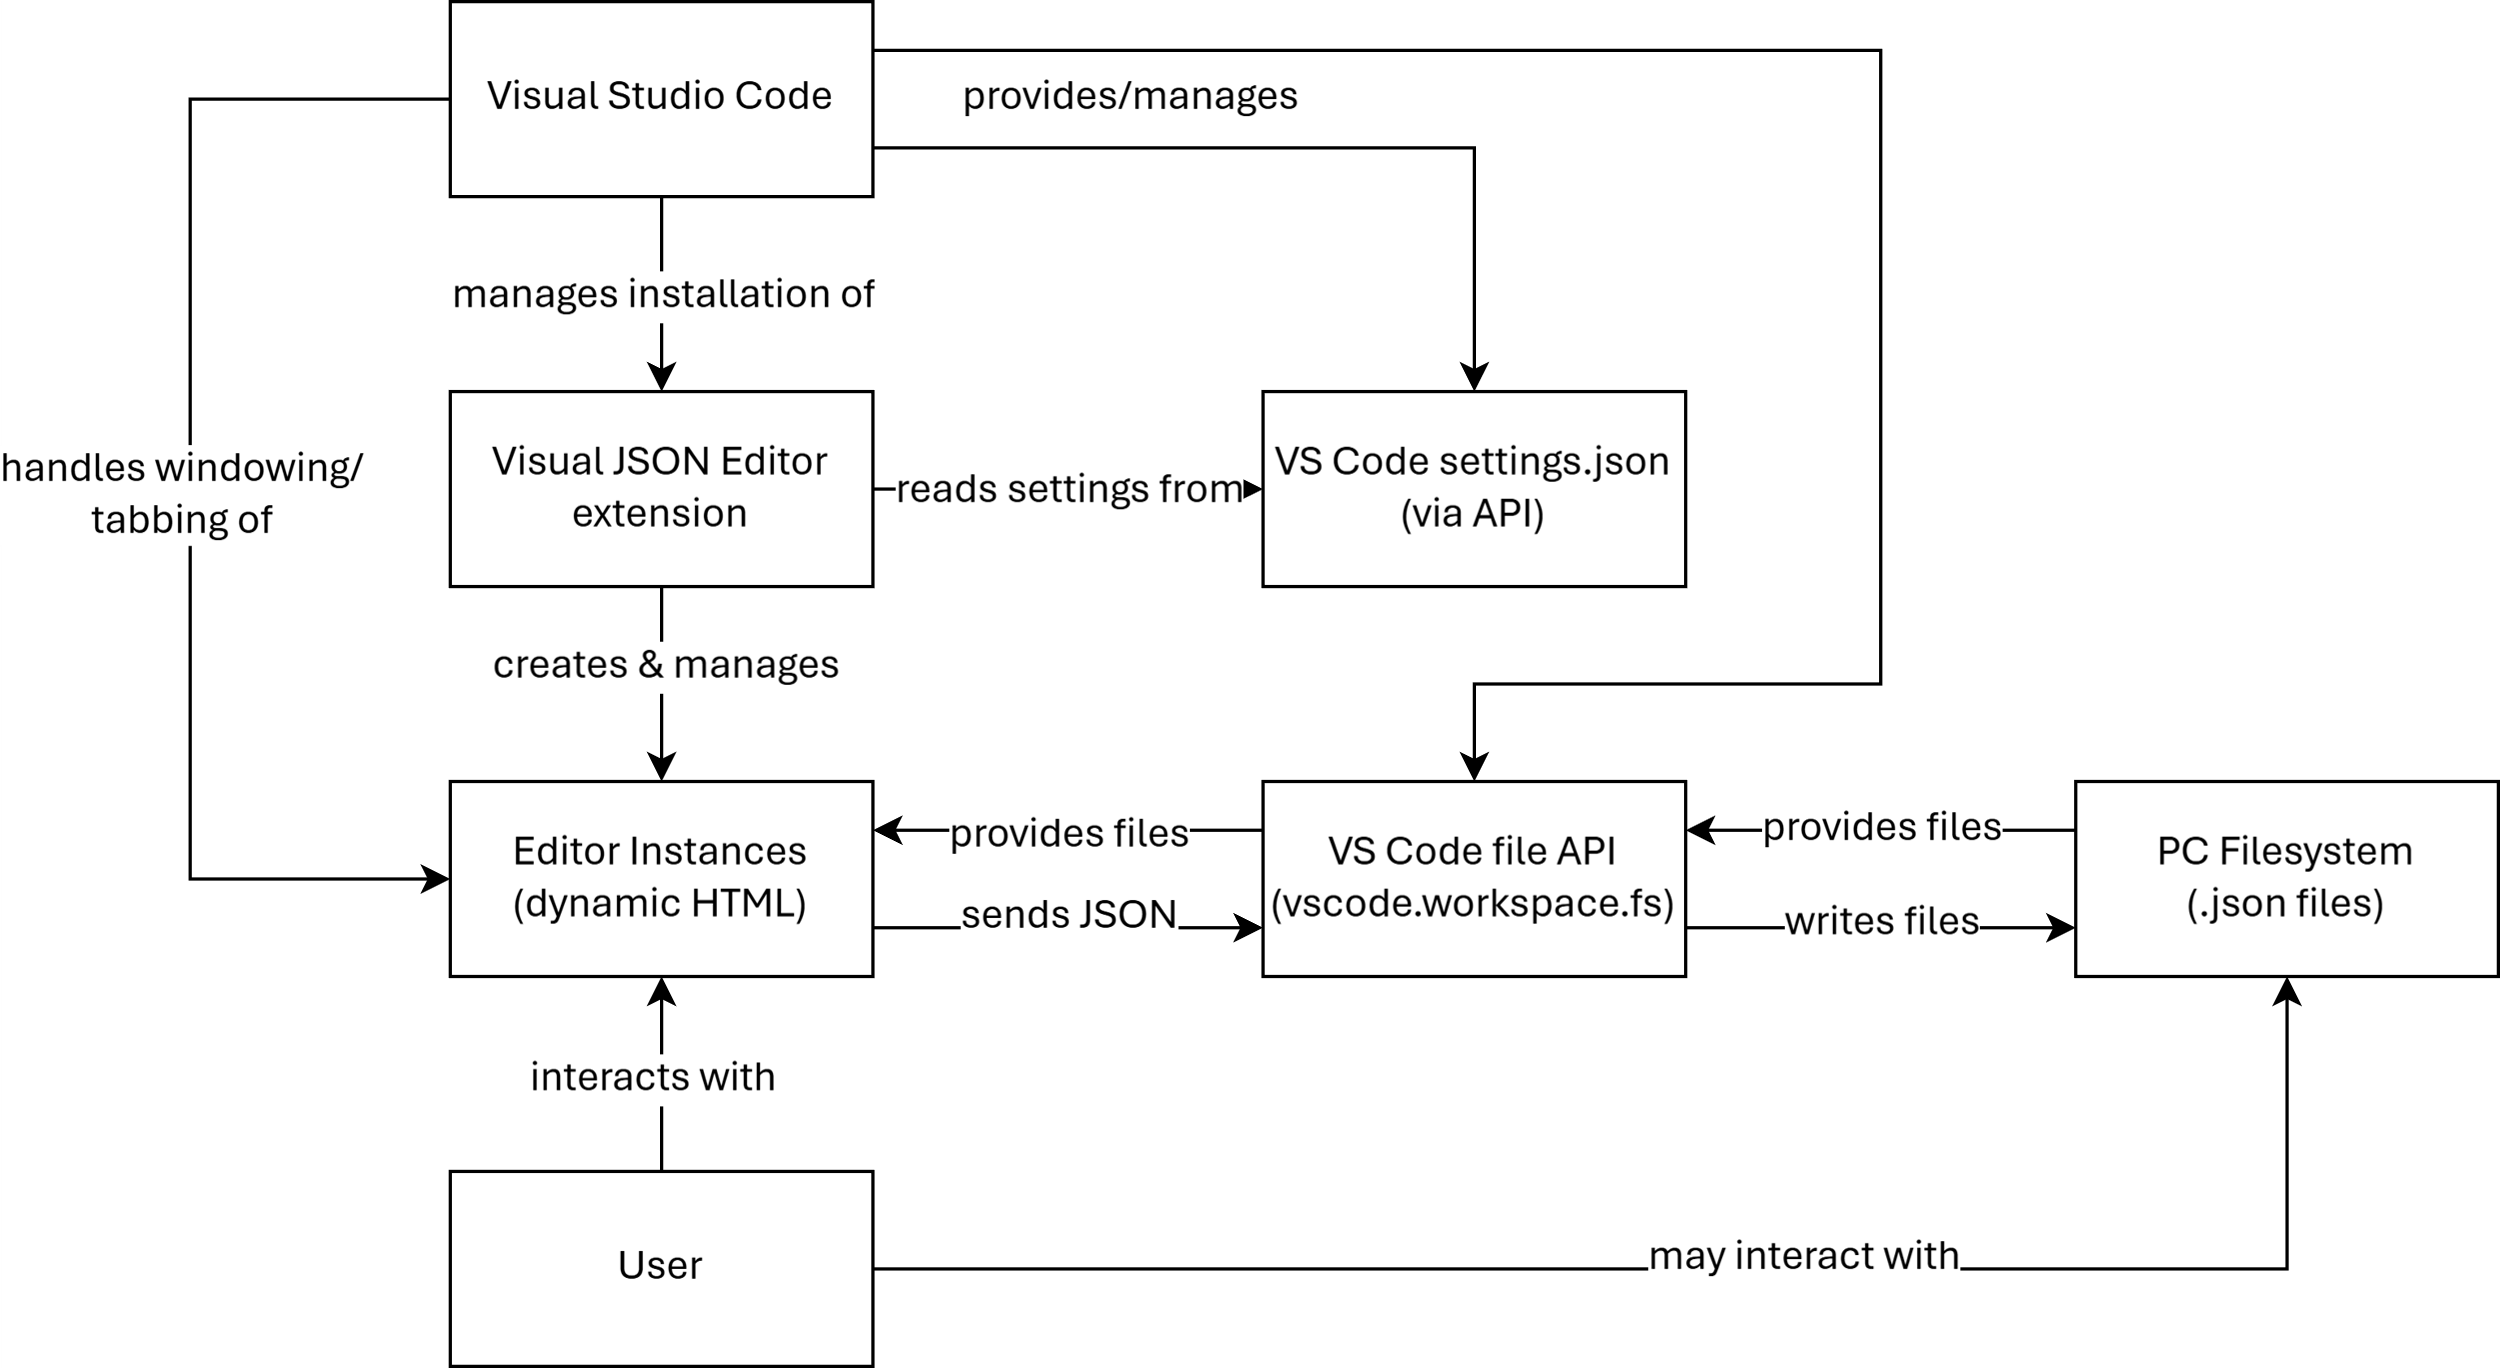 Visual Studio Code
provides/manages
manages installation of
handles windowing/
tabbing of
Visual JSON Editor
extension
reads settings from
VS Code settings.json
(via API)
creates & manages
Editor Instances
(dynamic HTML)
provides files
sends JSON
VS Code file API
(vscode.workspace.fs)
provides files
writes files
PC Filesystem
(.json files)
interacts with
User
may interact with